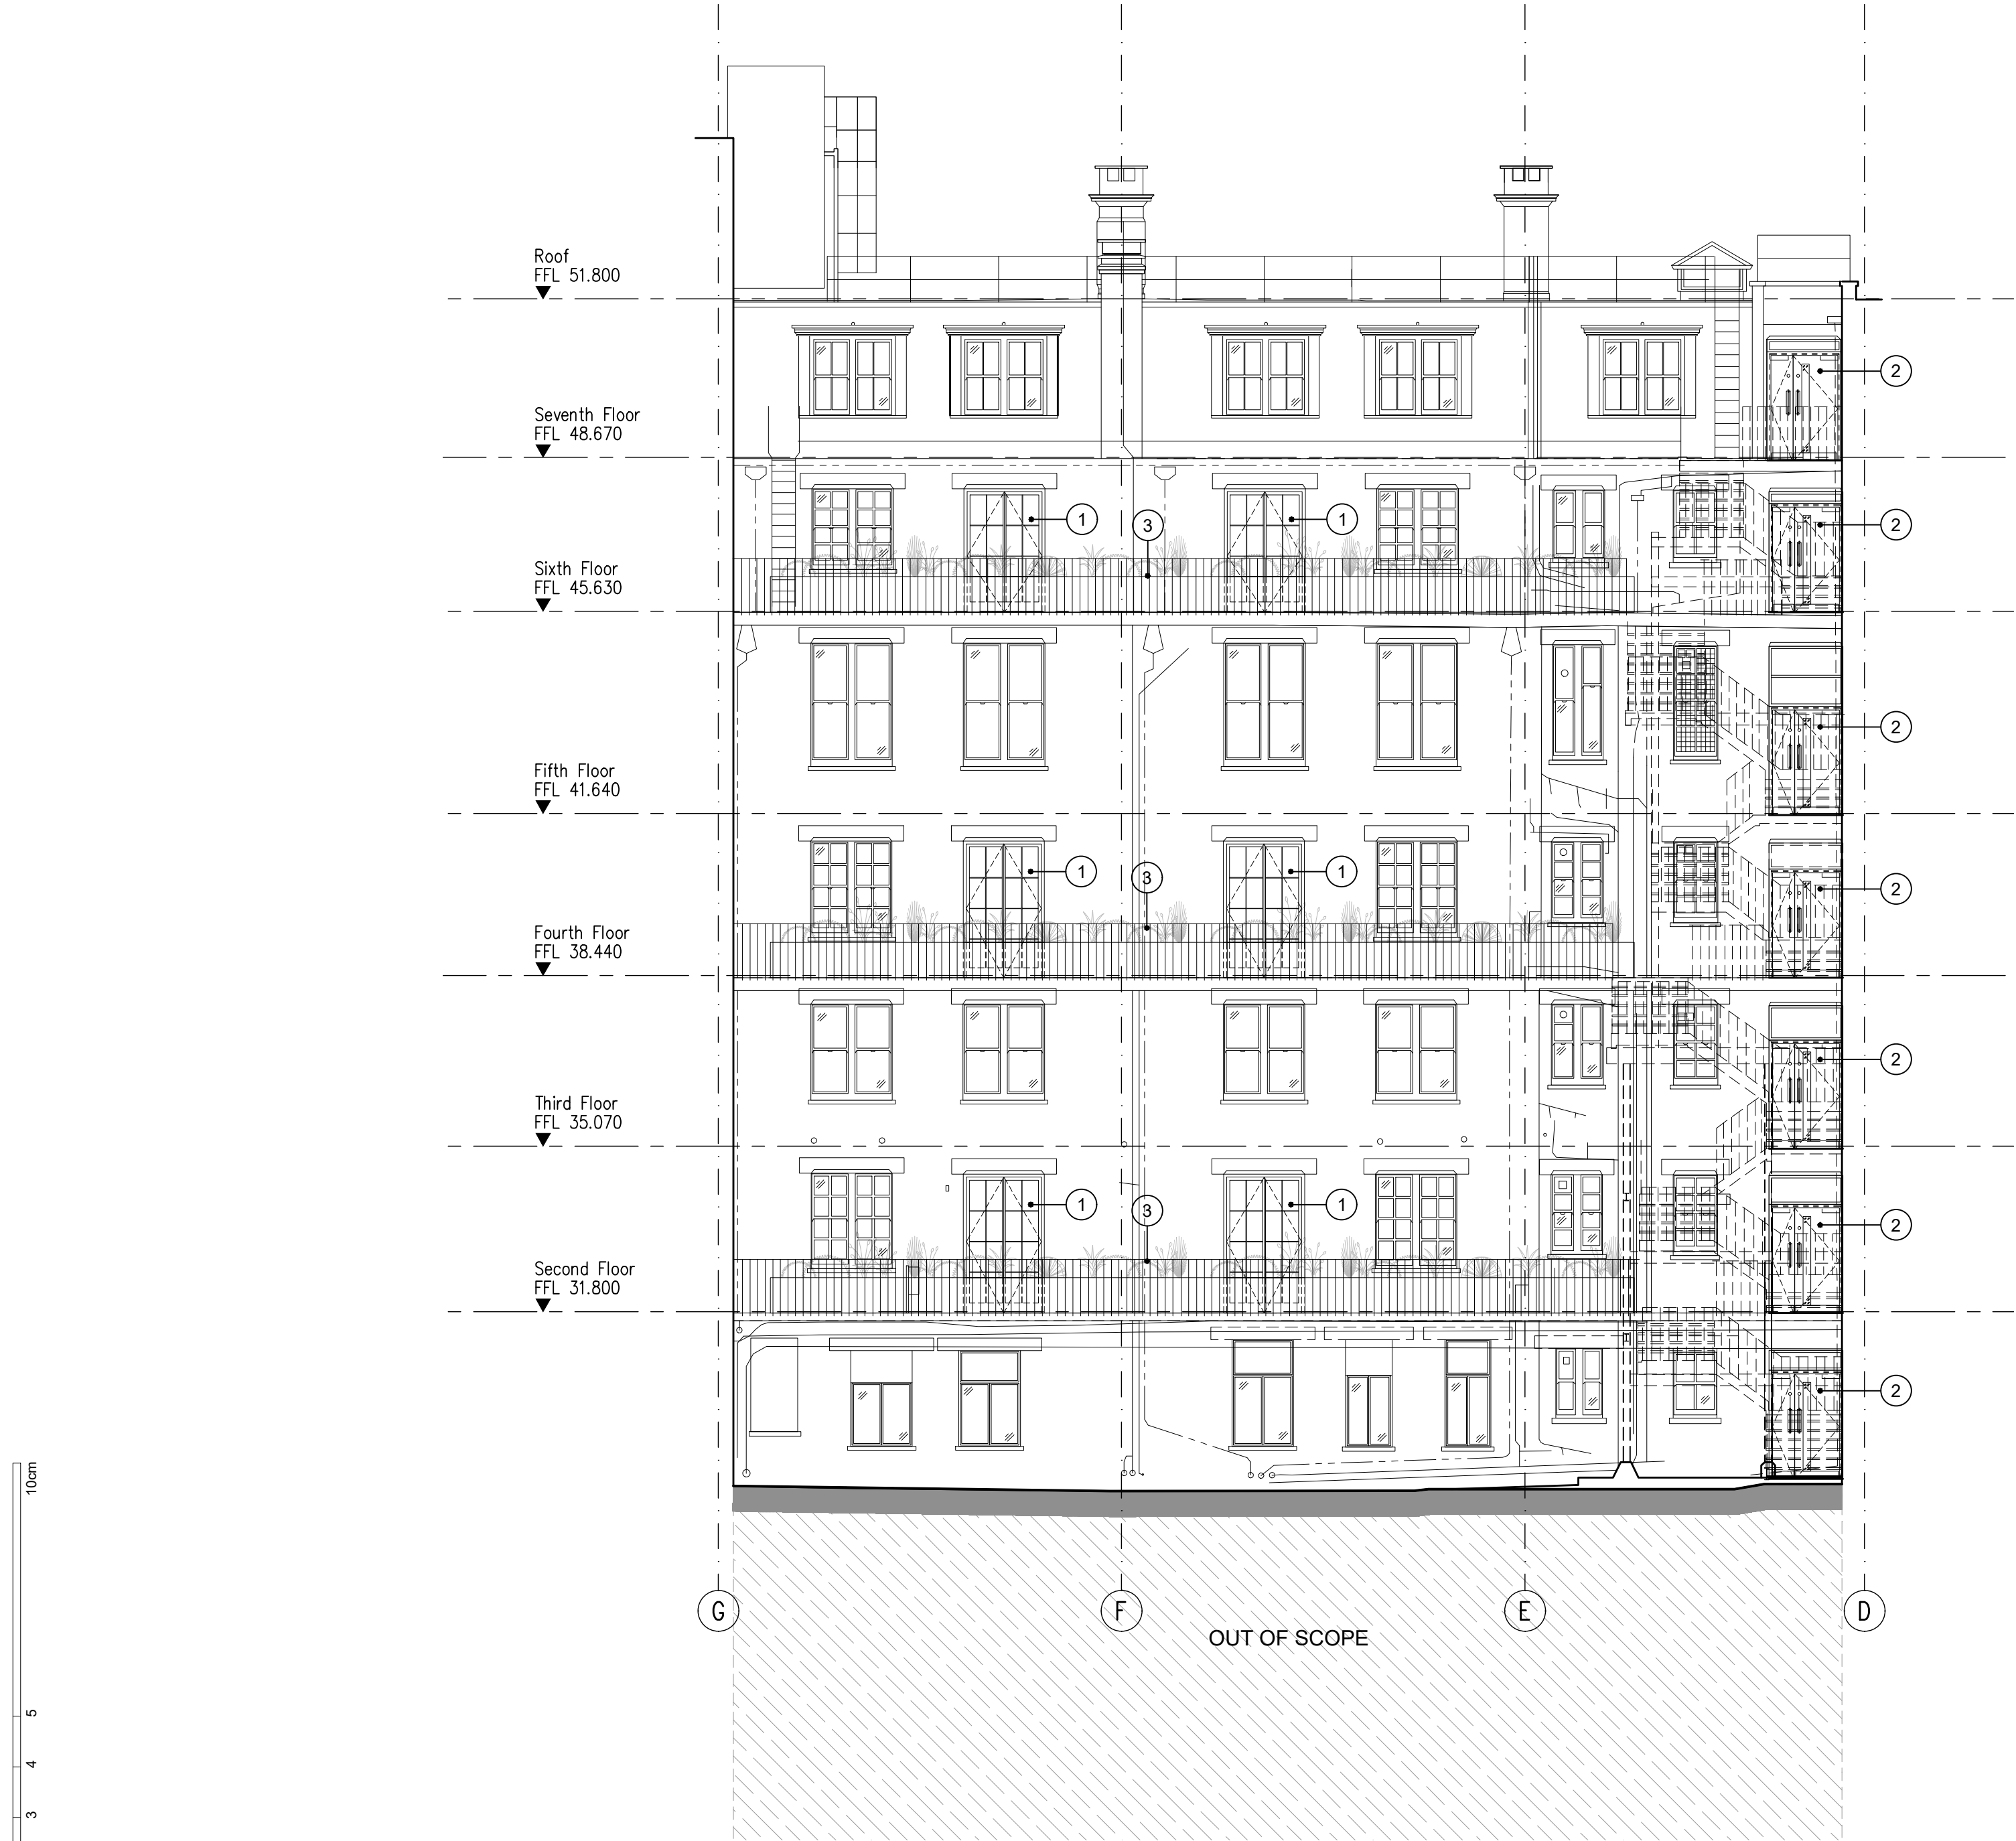 Roof
FFL 51.800
2
Seventh Floor
FFL 48.670
1
3
1
2
Sixth Floor
FFL 45.630
2
Fifth Floor
FFL 41.640
1
3
1
2
Fourth Floor
FFL 38.440
2
Third Floor
FFL 35.070
1
3
1
2
Second Floor
FFL 31.800
2
10cm
5
4
3
G
F
E
D
OUT OF SCOPE